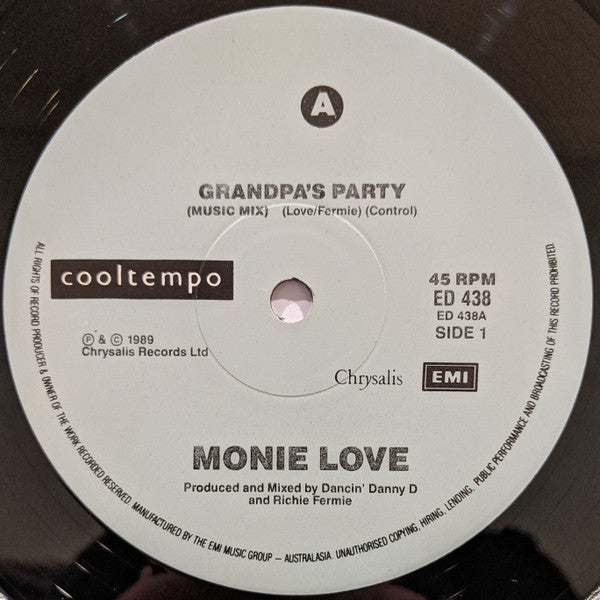 A
GRANDPA'S PARTY
(MUSIC MIX) (Love/Fermie) (Control)
cooltempo
45 RPM
ED 438
ED 438A
SIDE 1
℗ & © 1989
Chrysalis Records Ltd
Chrysalis EMI
MONIE LOVE
Produced and Mixed by Dancin' Danny D
and Richie Fermie
ALL RIGHTS OF RECORD PRODUCER & OWNER OF THE WORK RECORDED RESERVED. MANUFACTURED BY THE EMI MUSIC GROUP – AUSTRALASIA. UNAUTHORISED COPYING, HIRING, LENDING, PUBLIC PERFORMANCE AND BROADCASTING OF THIS RECORD PROHIBITED.